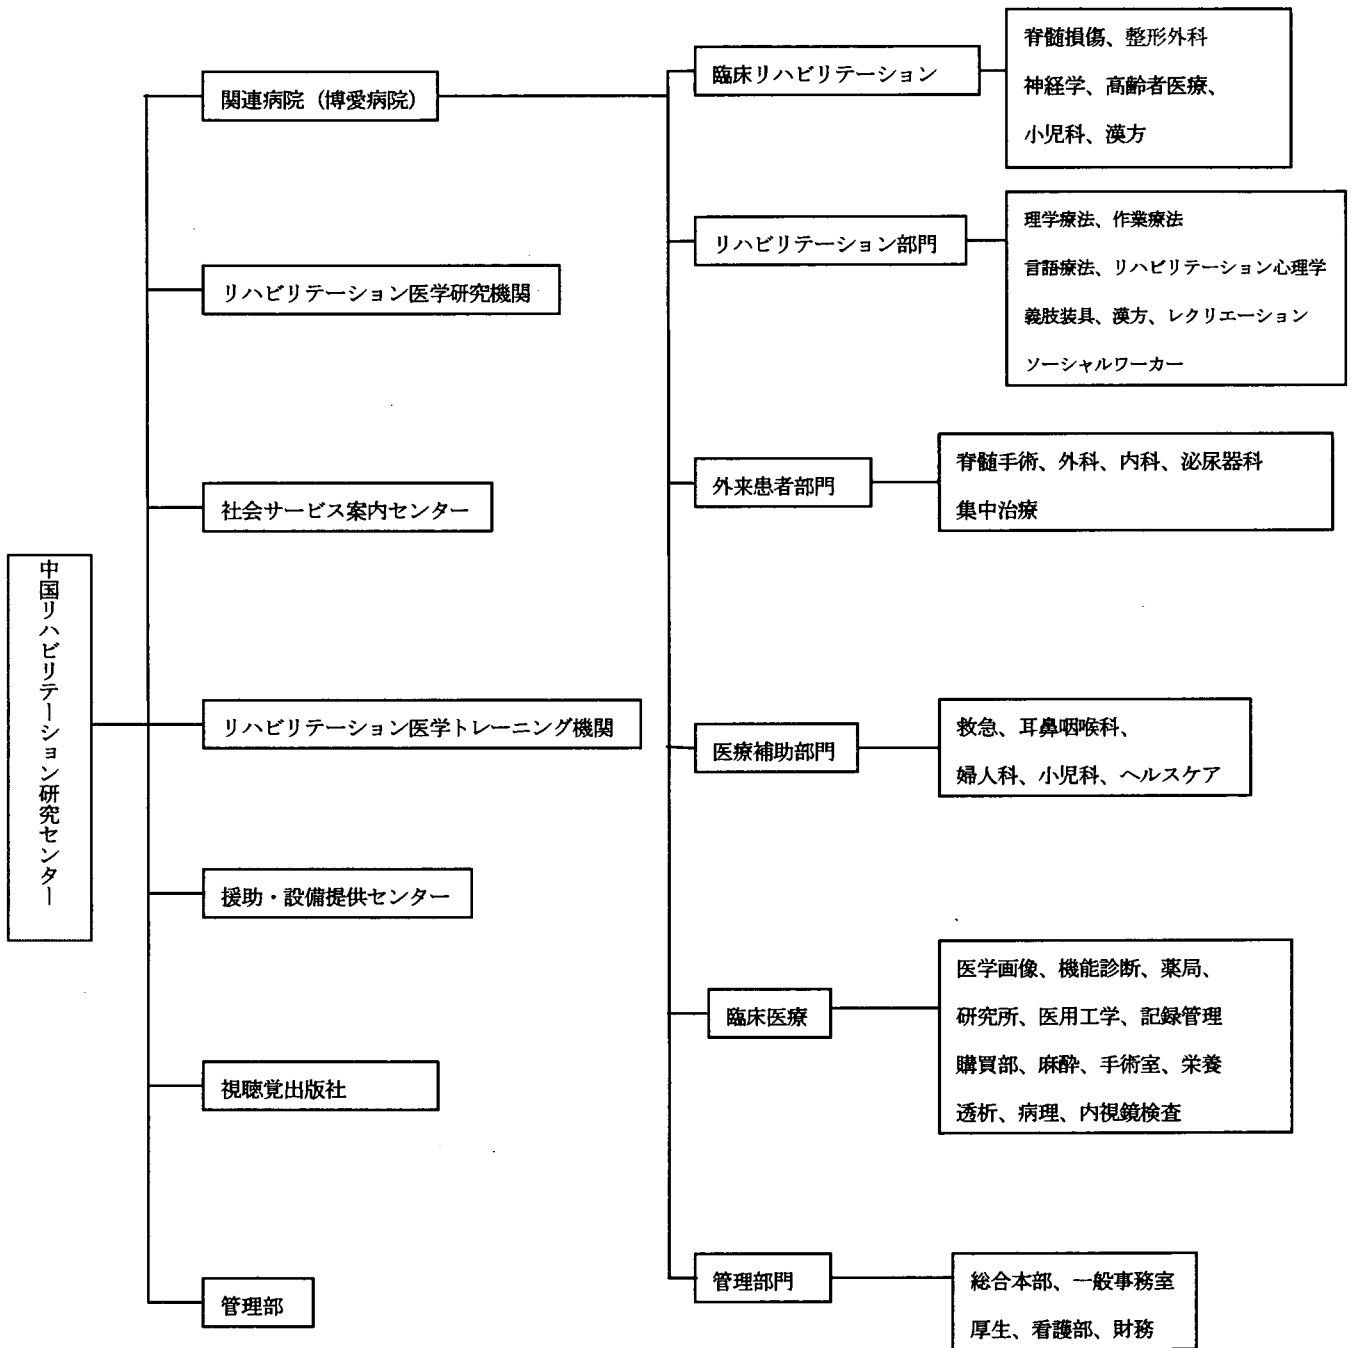 中国リハビリテーション研究センター
関連病院（博愛病院）
リハビリテーション医学研究機関
社会サービス案内センター
リハビリテーション医学トレーニング機関
援助・設備提供センター
視聴覚出版社
管理部
臨床リハビリテーション
脊髄損傷、整形外科
神経学、高齢者医療、
小児科、漢方
リハビリテーション部門
理学療法、作業療法
言語療法、リハビリテーション心理学
義肢装具、漢方、レクリエーション
ソーシャルワーカー
外来患者部門
脊髄手術、外科、内科、泌尿器科
集中治療
医療補助部門
救急、耳鼻咽喉科、
婦人科、小児科、ヘルスケア
臨床医療
医学画像、機能診断、薬局、
研究所、医用工学、記録管理
購買部、麻酔、手術室、栄養
透析、病理、内視鏡検査
管理部門
総合本部、一般事務室
厚生、看護部、財務